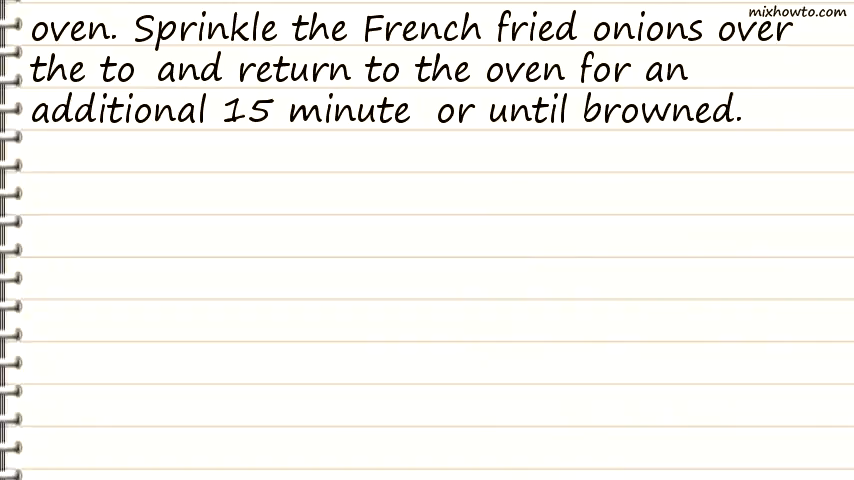 mixhowto.com
oven. Sprinkle the French fried onions over
the to and return to the oven for an
additional 15 minute or until browned.